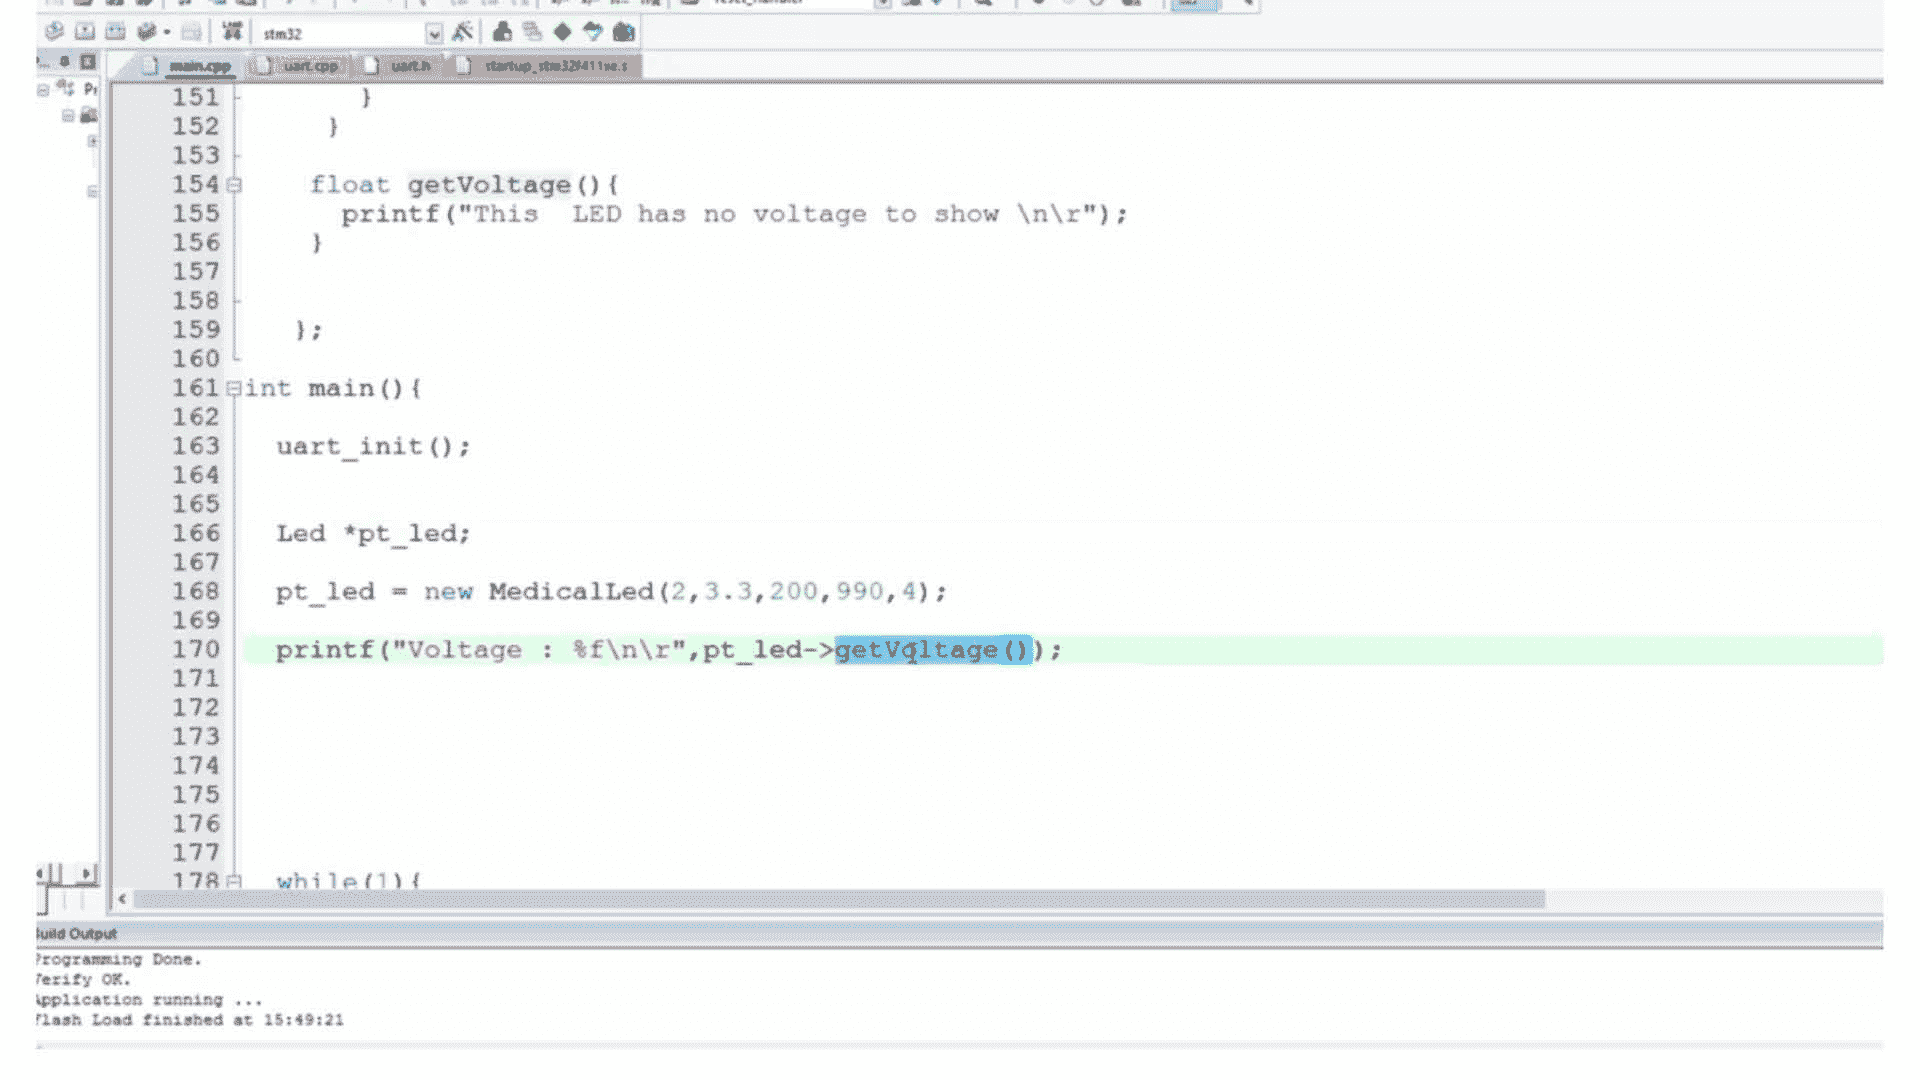 stm32
main.cpp uart.cpp uart.h startup_stm32f411xe.s
Pr
151 }
152 }
153
154 float getVoltage(){
155 printf("This  LED has no voltage to show \n\r");
156 }
157
158
159 };
160
161 int main(){
162
163 uart_init();
164
165
166 Led *pt_led;
167
168 pt_led = new MedicalLed(2,3.3,200,990,4);
169
170 printf("Voltage : %f\n\r",pt_led->getVoltage());
171
172
173
174
175
176
177
178 while(1){
Build Output
Programming Done.
Verify OK.
Application running ...
Flash Load finished at 15:49:21